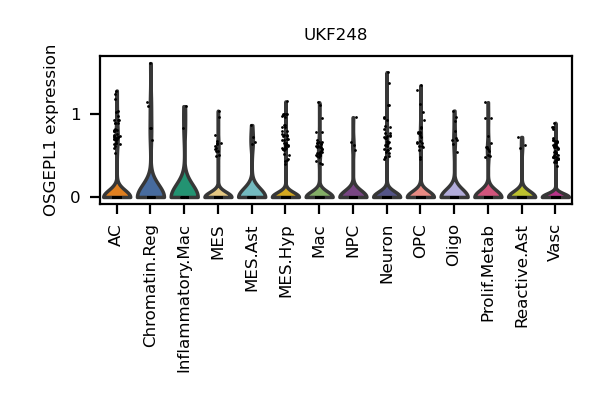 UKF248
OSGEPL1 expression
1
0
AC
Chromatin.Reg
Inflammatory.Mac
MES
MES.Ast
MES.Hyp
Mac
NPC
Neuron
OPC
Oligo
Prolif.Metab
Reactive.Ast
Vasc